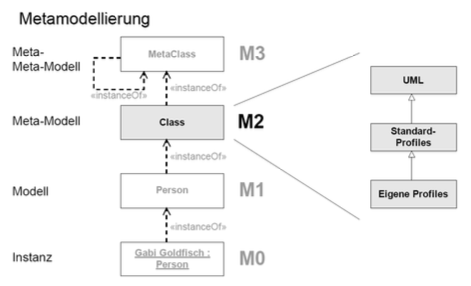 Metamodellierung
Meta-
Meta-Modell
MetaClass
M3
«instanceOf»
«instanceOf»
Meta-Modell
Class
M2
«instanceOf»
Modell
Person
M1
«instanceOf»
Instanz
Gabi Goldfisch :
Person
M0
UML
Standard-
Profiles
Eigene Profiles